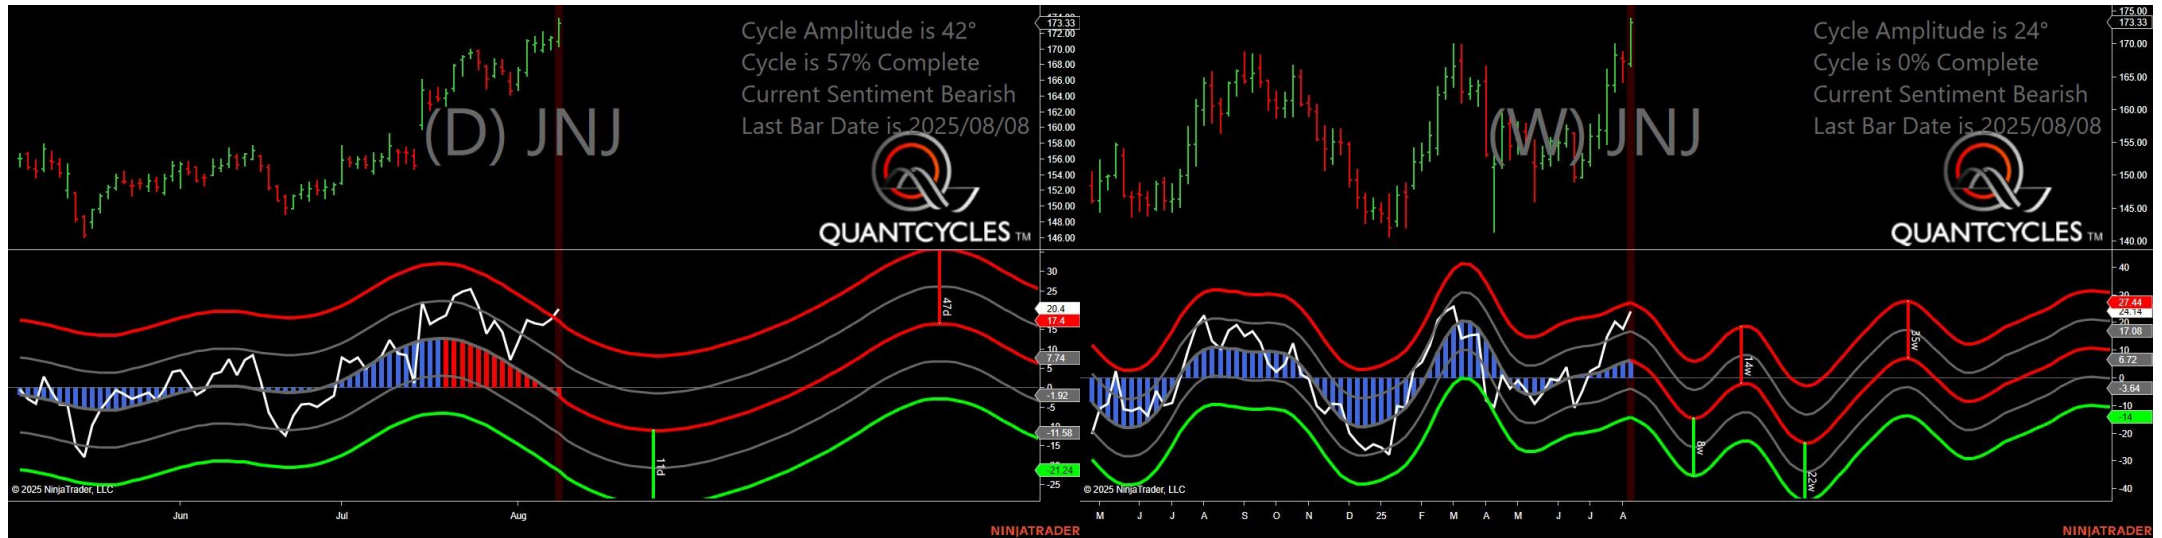 Cycle Amplitude is 42°
Cycle is 57% Complete
Current Sentiment Bearish
Last Bar Date is 2025/08/08
(D) JNJ
QUANTCYCLES TM
173.33
172.00
170.00
168.00
166.00
164.00
162.00
160.00
158.00
156.00
154.00
152.00
150.00
148.00
146.00
30
25
20.4
17.4
15
10
7.74
5
0
-1.92
-5
-11.58
-15
-21.24
-25
47d
11d
© 2025 NinjaTrader, LLC
Jun
Jul
Aug
NINJATRADER
Cycle Amplitude is 24°
Cycle is 0% Complete
Current Sentiment Bearish
Last Bar Date is 2025/08/08
(W) JNJ
QUANTCYCLES TM
175.00
173.33
170.00
165.00
160.00
155.00
150.00
145.00
140.00
40
27.44
24.14
17.08
10
6.72
0
-3.64
-10
-14
-20
-30
-40
8w
14w
22w
35w
© 2025 NinjaTrader, LLC
M J J A S O N D 25 F M A M J J A
NINJATRADER